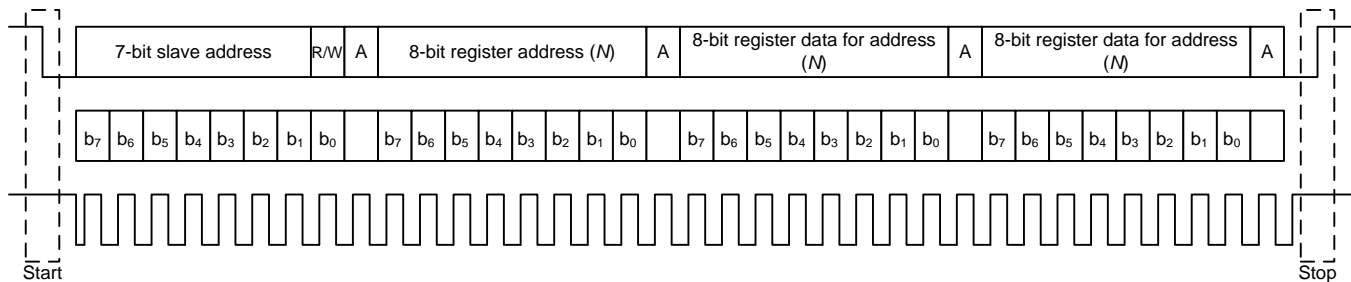 7-bit slave address R/W A 8-bit register address (N) A 8-bit register data for address (N) A 8-bit register data for address (N) A
b7 b6 b5 b4 b3 b2 b1 b0 b7 b6 b5 b4 b3 b2 b1 b0 b7 b6 b5 b4 b3 b2 b1 b0 b7 b6 b5 b4 b3 b2 b1 b0
Start Stop